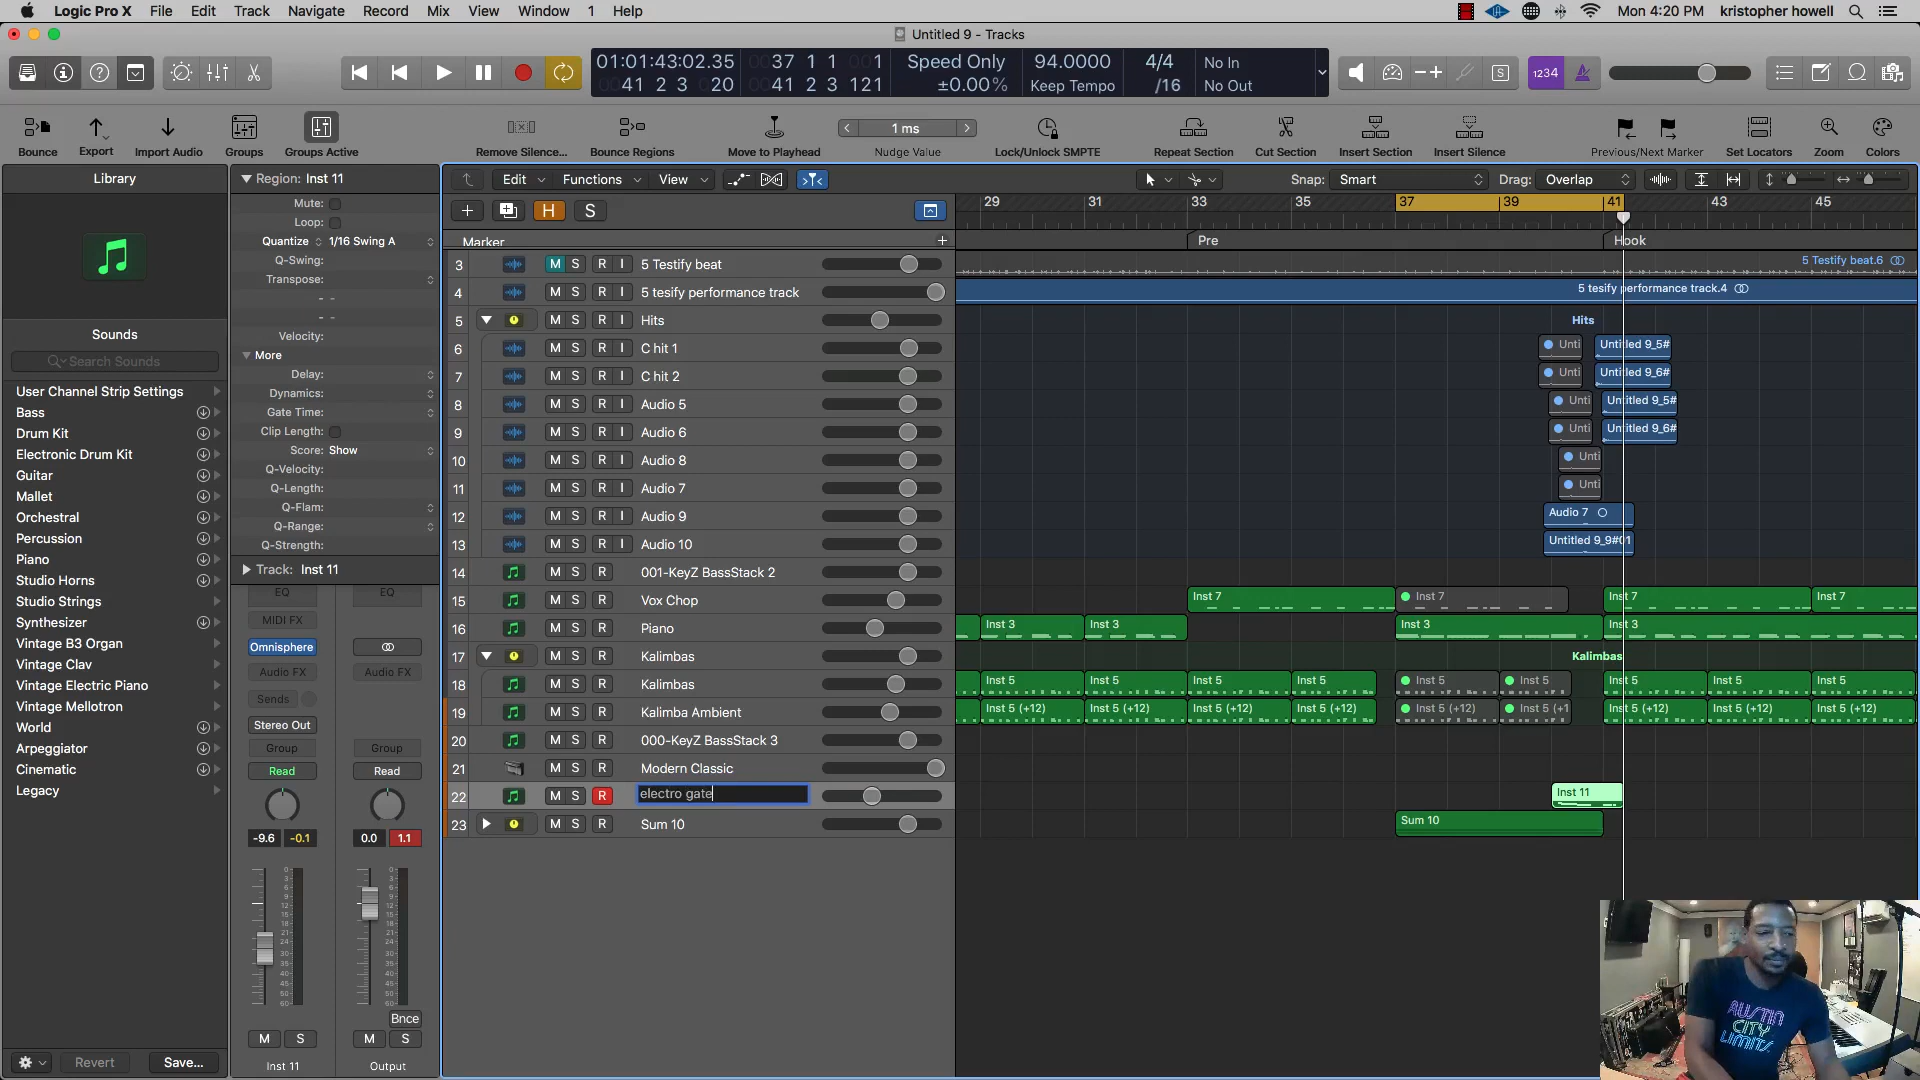 Logic Pro X File Edit Track Navigate Record Mix View Window 1 Help
Mon 4:20 PM kristopher howell
Untitled 9 - Tracks
01:01:43:02.35 0037 1 1 001 Speed Only 94.0000 4/4 No In
0041 2 3 020 0041 2 3 121 ±0.00% Keep Tempo /16 No Out
S 1234
1 ms
Bounce Export Import Audio Groups Groups Active Remove Silence... Bounce Regions Move to Playhead Nudge Value Lock/Unlock SMPTE Repeat Section Cut Section Insert Section Insert Silence Previous/Next Marker Set Locators Zoom Colors
Library
Sounds
Search Sounds
User Channel Strip Settings
Bass
Drum Kit
Electronic Drum Kit
Guitar
Mallet
Orchestral
Percussion
Piano
Studio Horns
Studio Strings
Synthesizer
Vintage B3 Organ
Vintage Clav
Vintage Electric Piano
Vintage Mellotron
World
Arpeggiator
Cinematic
Legacy
Revert Save...
Region: Inst 11
Mute:
Loop:
Quantize 1/16 Swing A
Q-Swing:
Transpose:
- -
- -
Velocity:
More
Delay:
Dynamics:
Gate Time:
Clip Length:
Score: Show
Q-Velocity:
Q-Length:
Q-Flam:
Q-Range:
Q-Strength:
Track: Inst 11
EQ EQ
MIDI FX
Omnisphere
Audio FX Audio FX
Sends
Stereo Out
Group Group
Read Read
-9.6 -0.1 0.0 1.1
Bnce
M S M S
Inst 11 Output
Edit Functions View Snap: Smart Drag: Overlap
H S
29 31 33 35 37 39 41 43 45
Marker Pre Hook
3 M S R I 5 Testify beat 5 Testify beat.6
4 M S R I 5 tesify performance track 5 tesify performance track.4
5 M S R I Hits Hits
6 M S R I C hit 1 Unti Untitled 9_5#
7 M S R I C hit 2 Unti Untitled 9_6#
8 M S R I Audio 5 Unti Untitled 9_5#
9 M S R I Audio 6 Unti Untitled 9_6#
10 M S R I Audio 8 Unti
11 M S R I Audio 7 Unti
12 M S R I Audio 9 Audio 7
13 M S R I Audio 10 Untitled 9_9#01
14 M S R 001-KeyZ BassStack 2
15 M S R Vox Chop Inst 7 Inst 7 Inst 7 Inst 7
16 M S R Piano Inst 3 Inst 3 Inst 3 Inst 3
17 M S R Kalimbas Kalimbas
18 M S R Kalimbas Inst 5 Inst 5 Inst 5 Inst 5 Inst 5 Inst 5 Inst 5 Inst 5 Inst 5
19 M S R Kalimba Ambient Inst 5 (+12) Inst 5 (+12) Inst 5 (+12) Inst 5 (+12) Inst 5 (+12) Inst 5 (+1 Inst 5 (+12) Inst 5 (+12) Inst 5 (+12)
20 M S R 000-KeyZ BassStack 3
21 M S R Modern Classic
22 M S R electro gate Inst 11
23 M S R Sum 10 Sum 10
AUSTIN
CITY
LIMITS